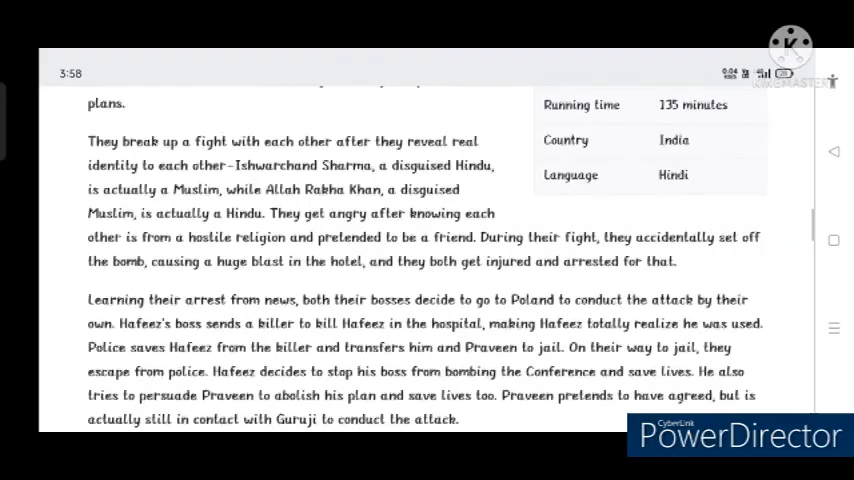 3:58
0.04
KB/S
4G
28
KINEMASTER
plans.
Running time 135 minutes
They break up a fight with each other after they reveal real
Country India
identity to each other-Ishwarchand Sharma, a disguised Hindu,
Language Hindi
is actually a Muslim, while Allah Rakha Khan, a disguised
Muslim, is actually a Hindu. They get angry after knowing each
other is from a hostile religion and pretended to be a friend. During their fight, they accidentally set off
the bomb, causing a huge blast in the hotel, and they both get injured and arrested for that.
Learning their arrest from news, both their bosses decide to go to Poland to conduct the attack by their
own. Hafeez's boss sends a killer to kill Hafeez in the hospital, making Hafeez totally realize he was used.
Police saves Hafeez from the killer and transfers him and Praveen to jail. On their way to jail, they
escape from police. Hafeez decides to stop his boss from bombing the Conference and save lives. He also
tries to persuade Praveen to abolish his plan and save lives too. Praveen pretends to have agreed, but is
actually still in contact with Guruji to conduct the attack.
CyberLink
PowerDirector